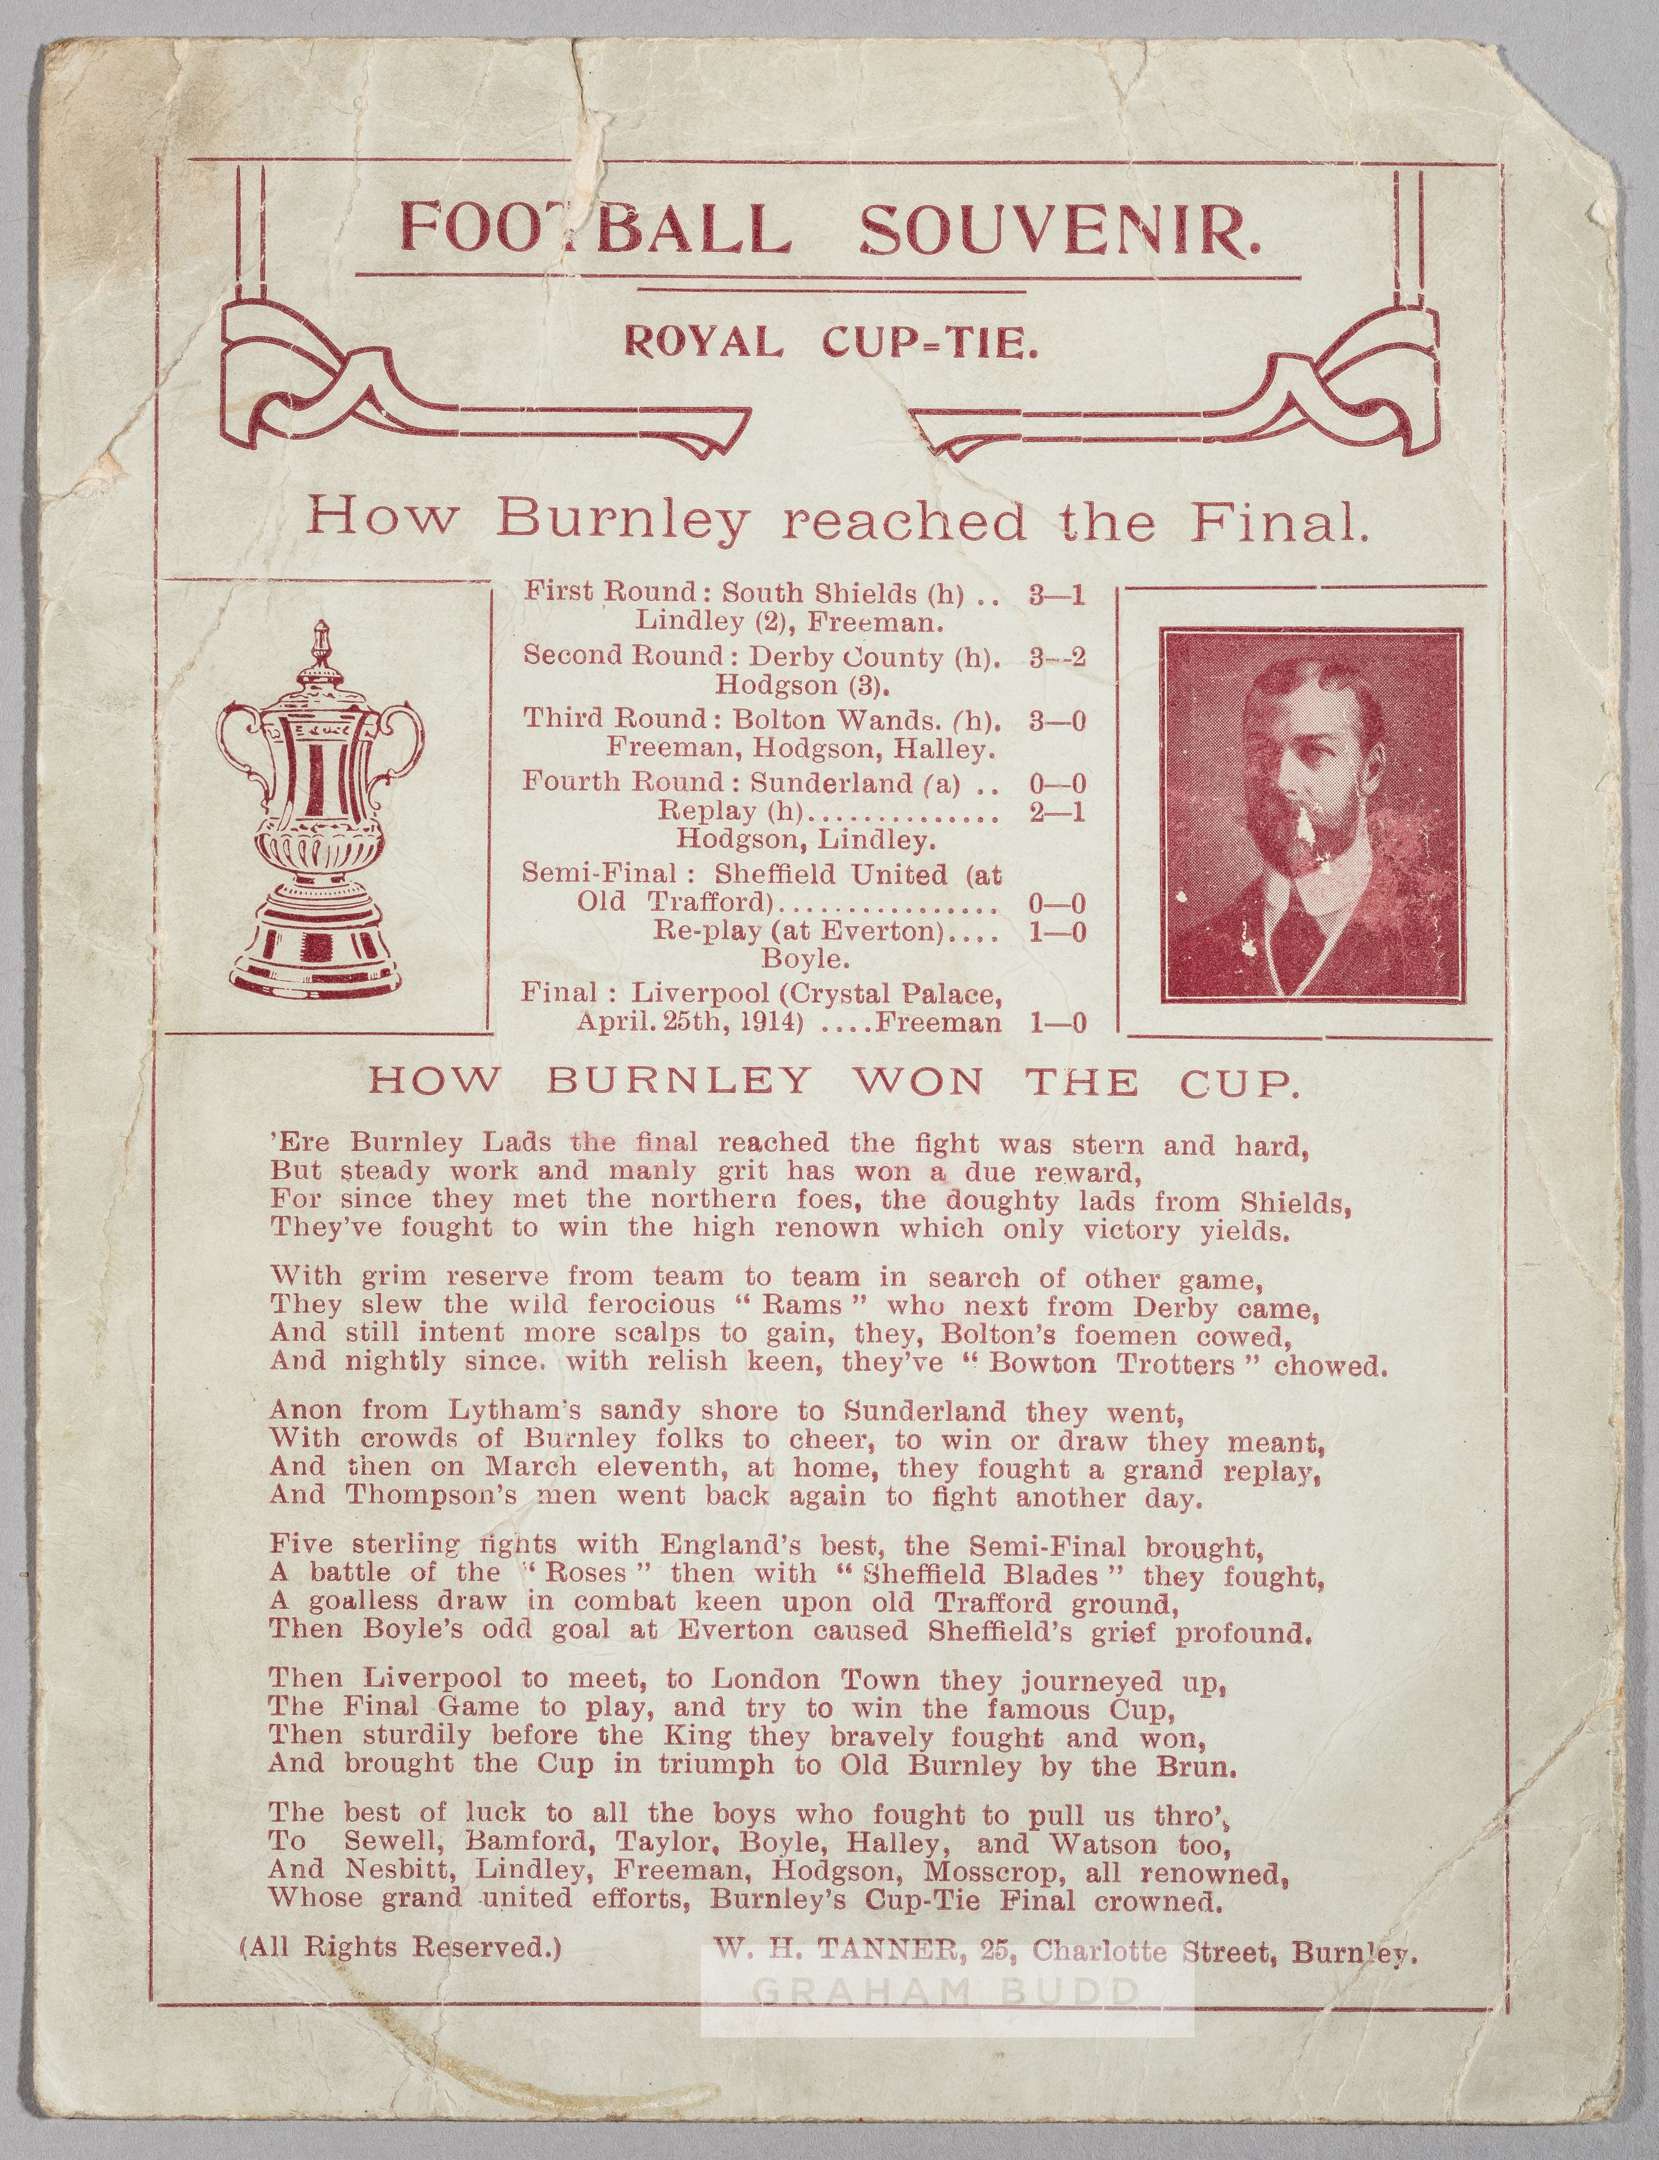 FOOTBALL SOUVENIR.
ROYAL CUP-TIE.
How Burnley reached the Final.
First Round: South Shields (h) .. 3—1
Lindley (2), Freeman.
Second Round: Derby County (h). 3—2
Hodgson (3).
Third Round: Bolton Wands. (h). 3—0
Freeman, Hodgson, Halley.
Fourth Round: Sunderland (a) .. 0—0
Replay (h).............. 2—1
Hodgson, Lindley.
Semi-Final: Sheffield United (at
Old Trafford)................ 0—0
Re-play (at Everton).... 1—0
Boyle.
Final: Liverpool (Crystal Palace,
April. 25th, 1914) ....Freeman 1—0
HOW BURNLEY WON THE CUP.
'Ere Burnley Lads the final reached the fight was stern and hard,
But steady work and manly grit has won a due reward,
For since they met the northern foes, the doughty lads from Shields,
They've fought to win the high renown which only victory yields.
With grim reserve from team to team in search of other game,
They slew the wild ferocious "Rams" who next from Derby came,
And still intent more scalps to gain, they, Bolton's foemen cowed,
And nightly since, with relish keen, they've "Bowton Trotters" chowed.
Anon from Lytham's sandy shore to Sunderland they went,
With crowds of Burnley folks to cheer, to win or draw they meant,
And then on March eleventh, at home, they fought a grand replay,
And Thompson's men went back again to fight another day.
Five sterling fights with England's best, the Semi-Final brought,
A battle of the "Roses" then with "Sheffield Blades" they fought,
A goalless draw in combat keen upon old Trafford ground,
Then Boyle's odd goal at Everton caused Sheffield's grief profound.
Then Liverpool to meet, to London Town they journeyed up,
The Final Game to play, and try to win the famous Cup,
Then sturdily before the King they bravely fought and won,
And brought the Cup in triumph to Old Burnley by the Brun.
The best of luck to all the boys who fought to pull us thro',
To Sewell, Bamford, Taylor, Boyle, Halley, and Watson too,
And Nesbitt, Lindley, Freeman, Hodgson, Mosscrop, all renowned,
Whose grand united efforts, Burnley's Cup-Tie Final crowned.
(All Rights Reserved.) W. H. TANNER, 25, Charlotte Street, Burnley.
GRAHAM BUDD